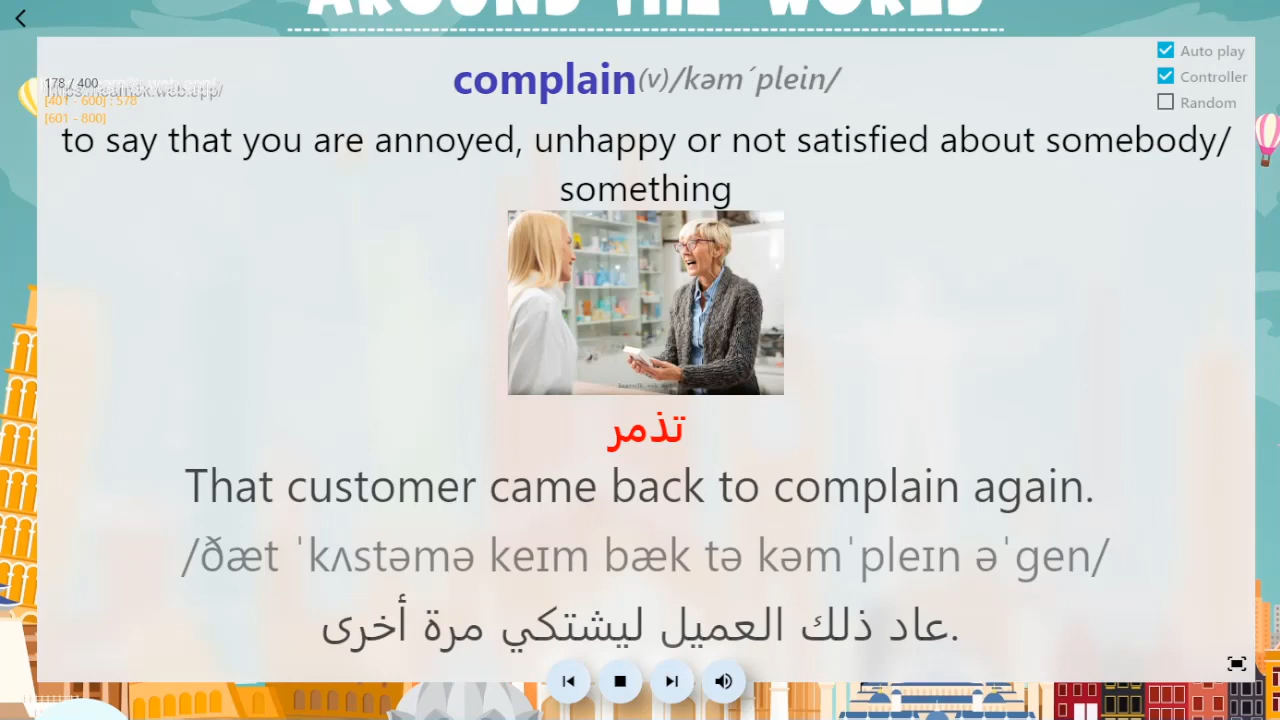 AROUND THE WORLD
178 / 400
[401 - 600] : 578
[601 - 800]
Auto play
Controller
Random
complain(v)/kəm´plein/
to say that you are annoyed, unhappy or not satisfied about somebody/
something
تذمر
That customer came back to complain again.
/ðæt ˈkʌstəmə keɪm bæk tə kəmˈpleɪn əˈgen/
عاد ذلك العميل ليشتكي مرة أخرى.